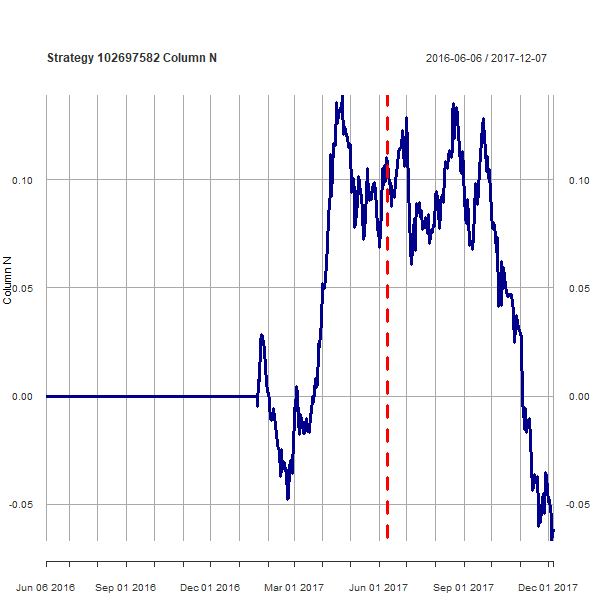 Strategy 102697582 Column N
2016-06-06 / 2017-12-07
0.10 0.10
0.05 0.05
Column N
0.00 0.00
-0.05 -0.05
Jun 06 2016 Sep 01 2016 Dec 01 2016 Mar 01 2017 Jun 01 2017 Sep 01 2017 Dec 01 2017